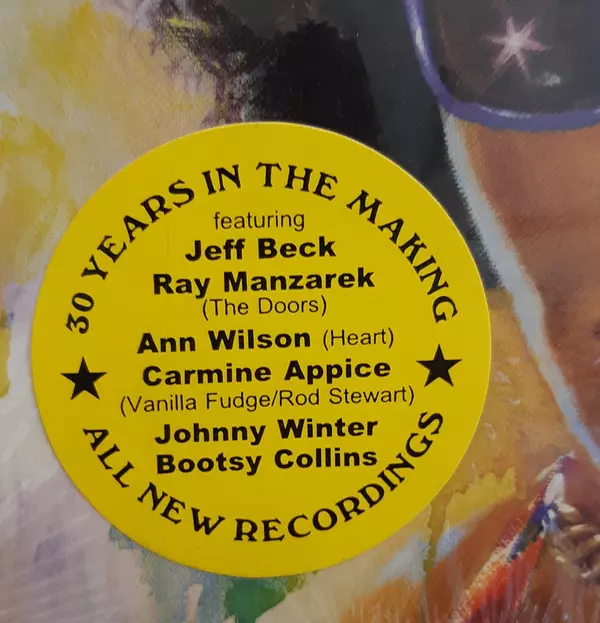 30 YEARS IN THE MAKING
featuring
Jeff Beck
Ray Manzarek
(The Doors)
Ann Wilson (Heart)
Carmine Appice
(Vanilla Fudge/Rod Stewart)
Johnny Winter
Bootsy Collins
ALL NEW RECORDINGS